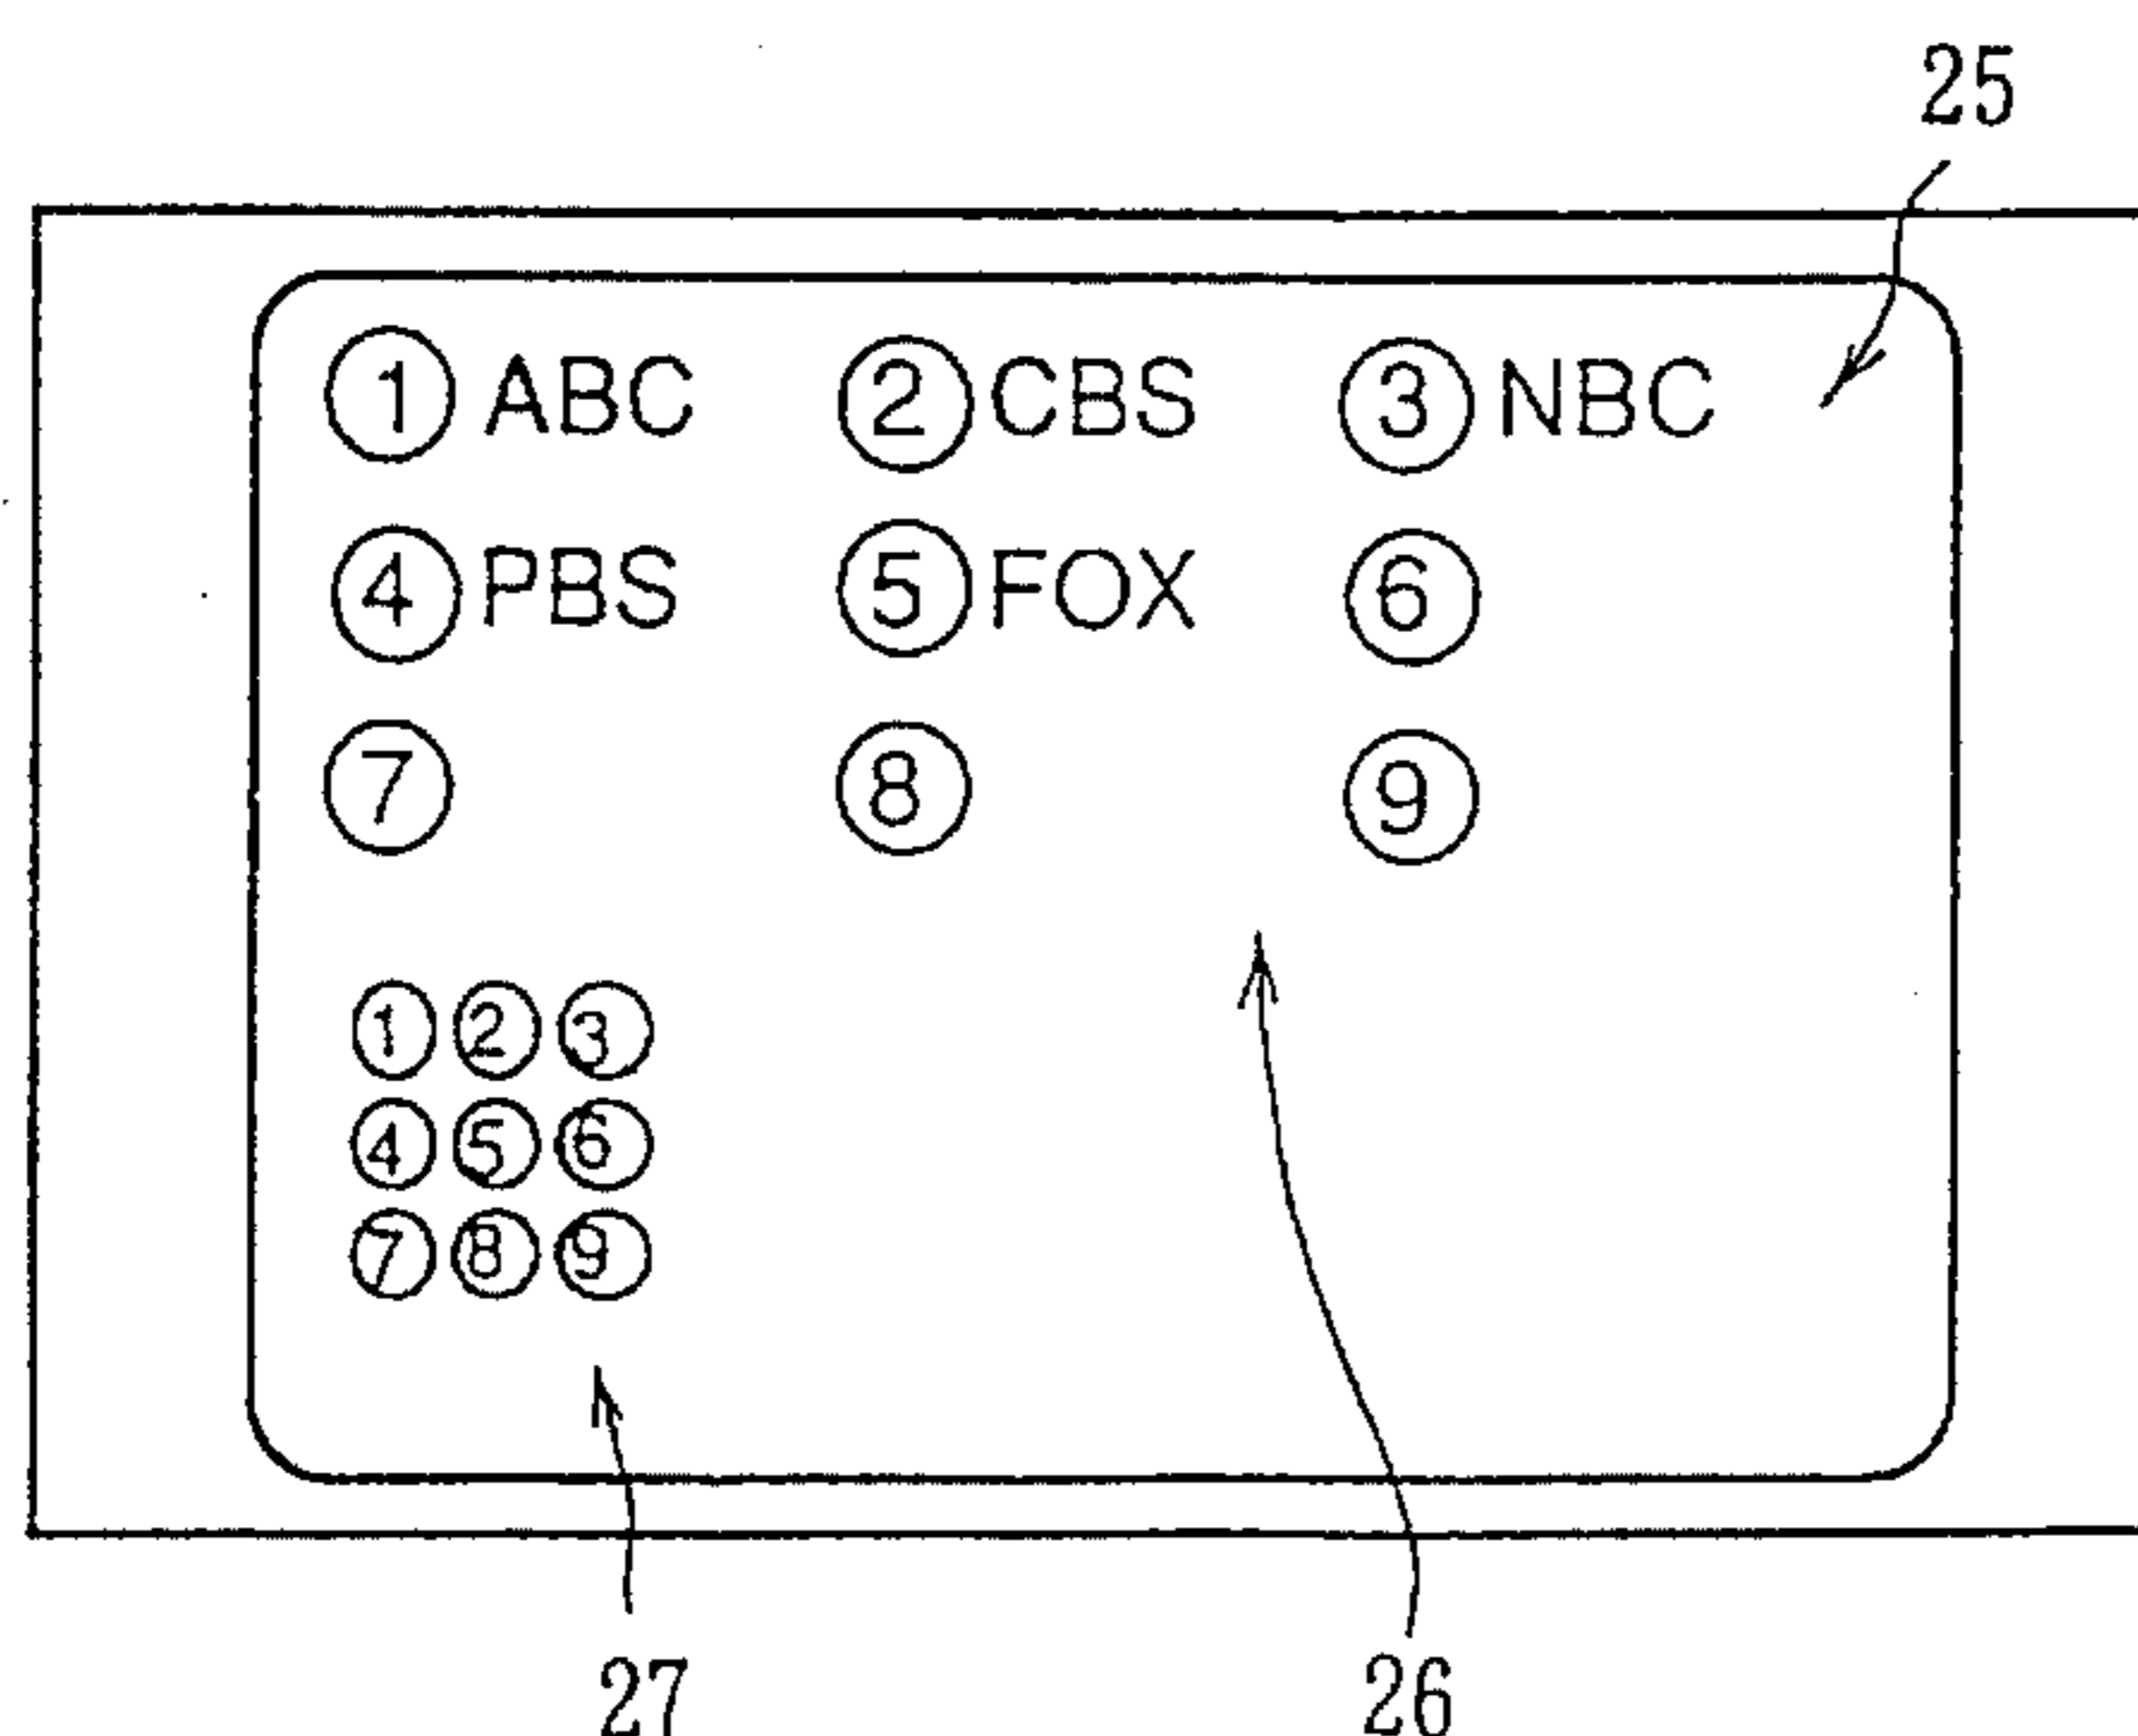 25
① ABC ② CBS ③ NBC
④ PBS ⑤ FOX ⑥
⑦ ⑧ ⑨
① ② ③
④ ⑤ ⑥
⑦ ⑧ ⑨
27 26